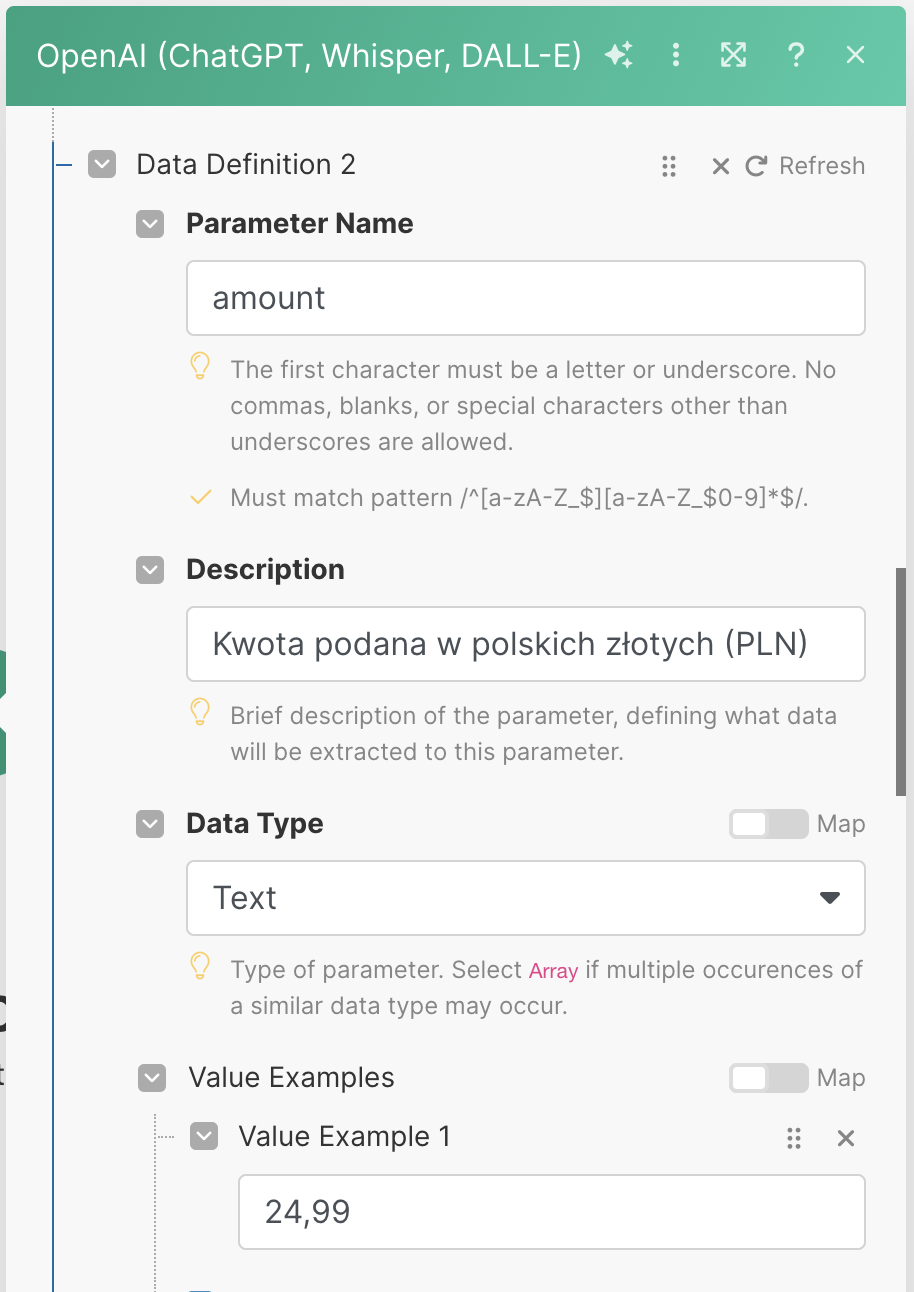 OpenAI (ChatGPT, Whisper, DALL-E) ?
Data Definition 2 Refresh
Parameter Name
amount
The first character must be a letter or underscore. No
commas, blanks, or special characters other than
underscores are allowed.
Must match pattern /^[a-zA-Z_$][a-zA-Z_$0-9]*$/.
Description
Kwota podana w polskich złotych (PLN)
Brief description of the parameter, defining what data
will be extracted to this parameter.
Data Type Map
Text
Type of parameter. Select Array if multiple occurences of
a similar data type may occur.
Value Examples Map
Value Example 1
24,99